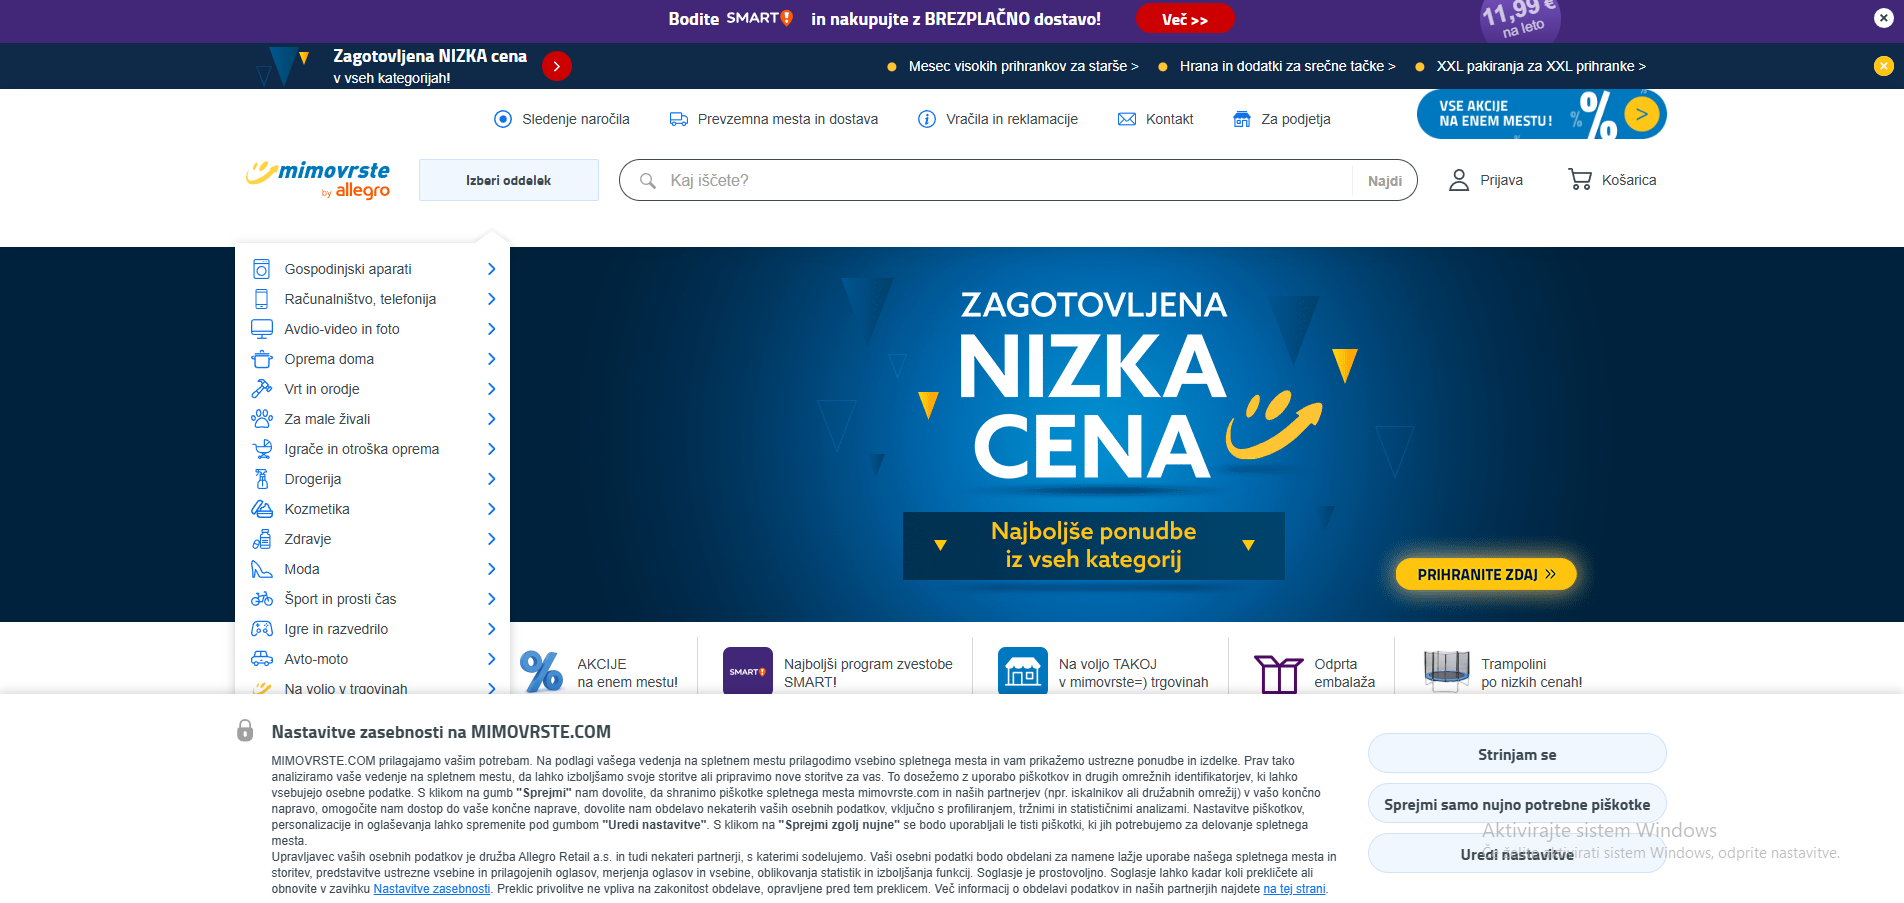 Bodite SMART! in nakupujte z BREZPLAČNO dostavo!
Več >>
11,99 €
na leto
Zagotovljena NIZKA cena
v vseh kategorijah!
Mesec visokih prihrankov za starše >
Hrana in dodatki za srečne tačke >
XXL pakiranja za XXL prihranke >
Sledenje naročila
Prevzemna mesta in dostava
Vračila in reklamacije
Kontakt
Za podjetja
VSE AKCIJE
NA ENEM MESTU!
% %
mimovrste
by allegro
Izberi oddelek
Kaj iščete?
Najdi
Prijava
Košarica
Gospodinjski aparati
Računalništvo, telefonija
Avdio-video in foto
Oprema doma
Vrt in orodje
Za male živali
Igrače in otroška oprema
Drogerija
Kozmetika
Zdravje
Moda
Šport in prosti čas
Igre in razvedrilo
Avto-moto
Na voljo v trgovinah
ZAGOTOVLJENA
NIZKA
CENA
Najboljše ponudbe
iz vseh kategorij
PRIHRANITE ZDAJ »
%
AKCIJE
na enem mestu!
SMART!
Najboljši program zvestobe
SMART!
Na voljo TAKOJ
v mimovrste=) trgovinah
Odprta
embalaža
Trampolini
po nizkih cenah!
Nastavitve zasebnosti na MIMOVRSTE.COM
MIMOVRSTE.COM prilagajamo vašim potrebam. Na podlagi vašega vedenja na spletnem mestu prilagodimo vsebino spletnega mesta in vam prikažemo ustrezne ponudbe in izdelke. Prav tako
analiziramo vaše vedenje na spletnem mestu, da lahko izboljšamo svoje storitve ali pripravimo nove storitve za vas. To dosežemo z uporabo piškotkov in drugih omrežnih identifikatorjev, ki lahko
vsebujejo osebne podatke. S klikom na gumb "Sprejmi" nam dovolite, da shranimo piškotke spletnega mesta mimovrste.com in naših partnerjev (npr. iskalnikov ali družabnih omrežij) v vašo končno
napravo, omogočite nam dostop do vaše končne naprave, dovolite nam obdelavo nekaterih vaših osebnih podatkov, vključno s profiliranjem, tržnimi in statističnimi analizami. Nastavitve piškotkov,
personalizacije in oglaševanja lahko spremenite pod gumbom "Uredi nastavitve". S klikom na "Sprejmi zgolj nujne" se bodo uporabljali le tisti piškotki, ki jih potrebujemo za delovanje spletnega
mesta.
Upravljavec vaših osebnih podatkov je družba Allegro Retail a.s. in tudi nekateri partnerji, s katerimi sodelujemo. Vaši osebni podatki bodo obdelani za namene lažje uporabe našega spletnega mesta in
storitev, predstavitve ustrezne vsebine in prilagojenih oglasov, merjenja oglasov in vsebine, oblikovanja statistik in izboljšanja funkcij. Soglasje je prostovoljno. Soglasje lahko kadar koli prekličete ali
obnovite v zavihku Nastavitve zasebnosti. Preklic privolitve ne vpliva na zakonitost obdelave, opravljene pred tem preklicem. Več informacij o obdelavi podatkov in naših partnerjih najdete na tej strani.
Strinjam se
Sprejmi samo nujno potrebne piškotke
Uredi nastavitve
Aktivirajte sistem Windows
Če želite aktivirati sistem Windows, odprite nastavitve.